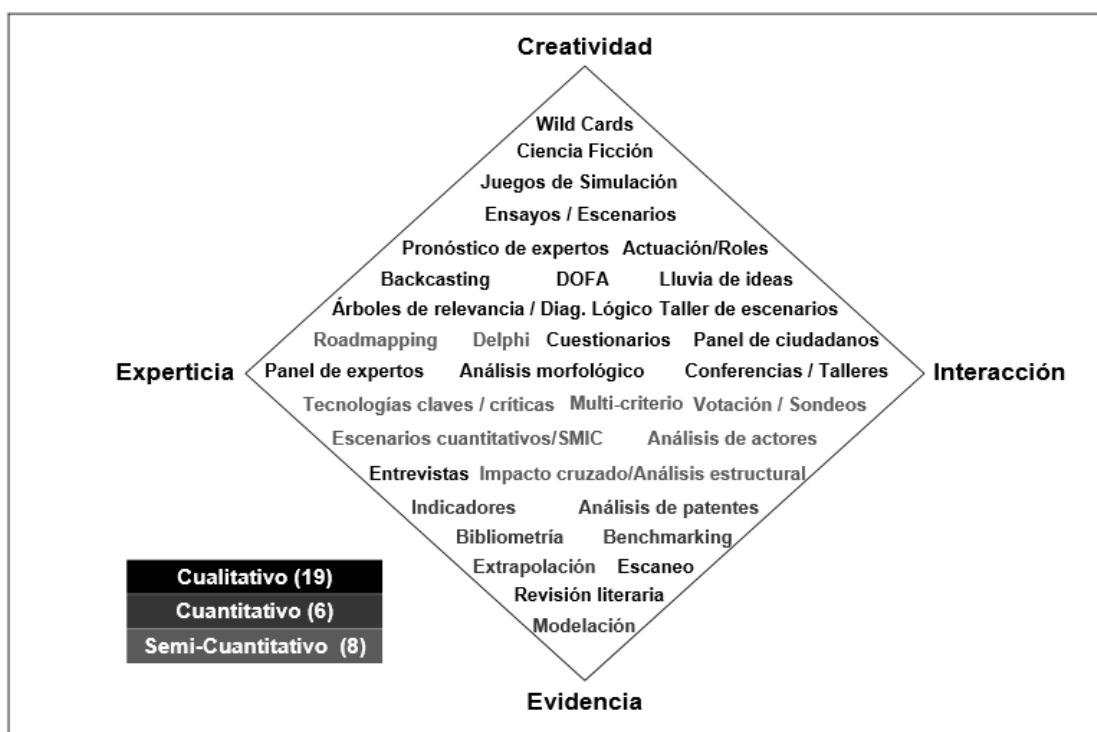 Creatividad
Wild Cards
Ciencia Ficción
Juegos de Simulación
Ensayos / Escenarios
Pronóstico de expertos Actuación/Roles
Backcasting DOFA Lluvia de ideas
Árboles de relevancia / Diag. Lógico Taller de escenarios
Roadmapping Delphi Cuestionarios Panel de ciudadanos
Experticia Panel de expertos Análisis morfológico Conferencias / Talleres Interacción
Tecnologías claves / críticas Multi-criterio Votación / Sondeos
Escenarios cuantitativos/SMIC Análisis de actores
Entrevistas Impacto cruzado/Análisis estructural
Indicadores Análisis de patentes
Bibliometría Benchmarking
Extrapolación Escaneo
Revisión literaria
Modelación
Evidencia
Cualitativo (19)
Cuantitativo (6)
Semi-Cuantitativo (8)